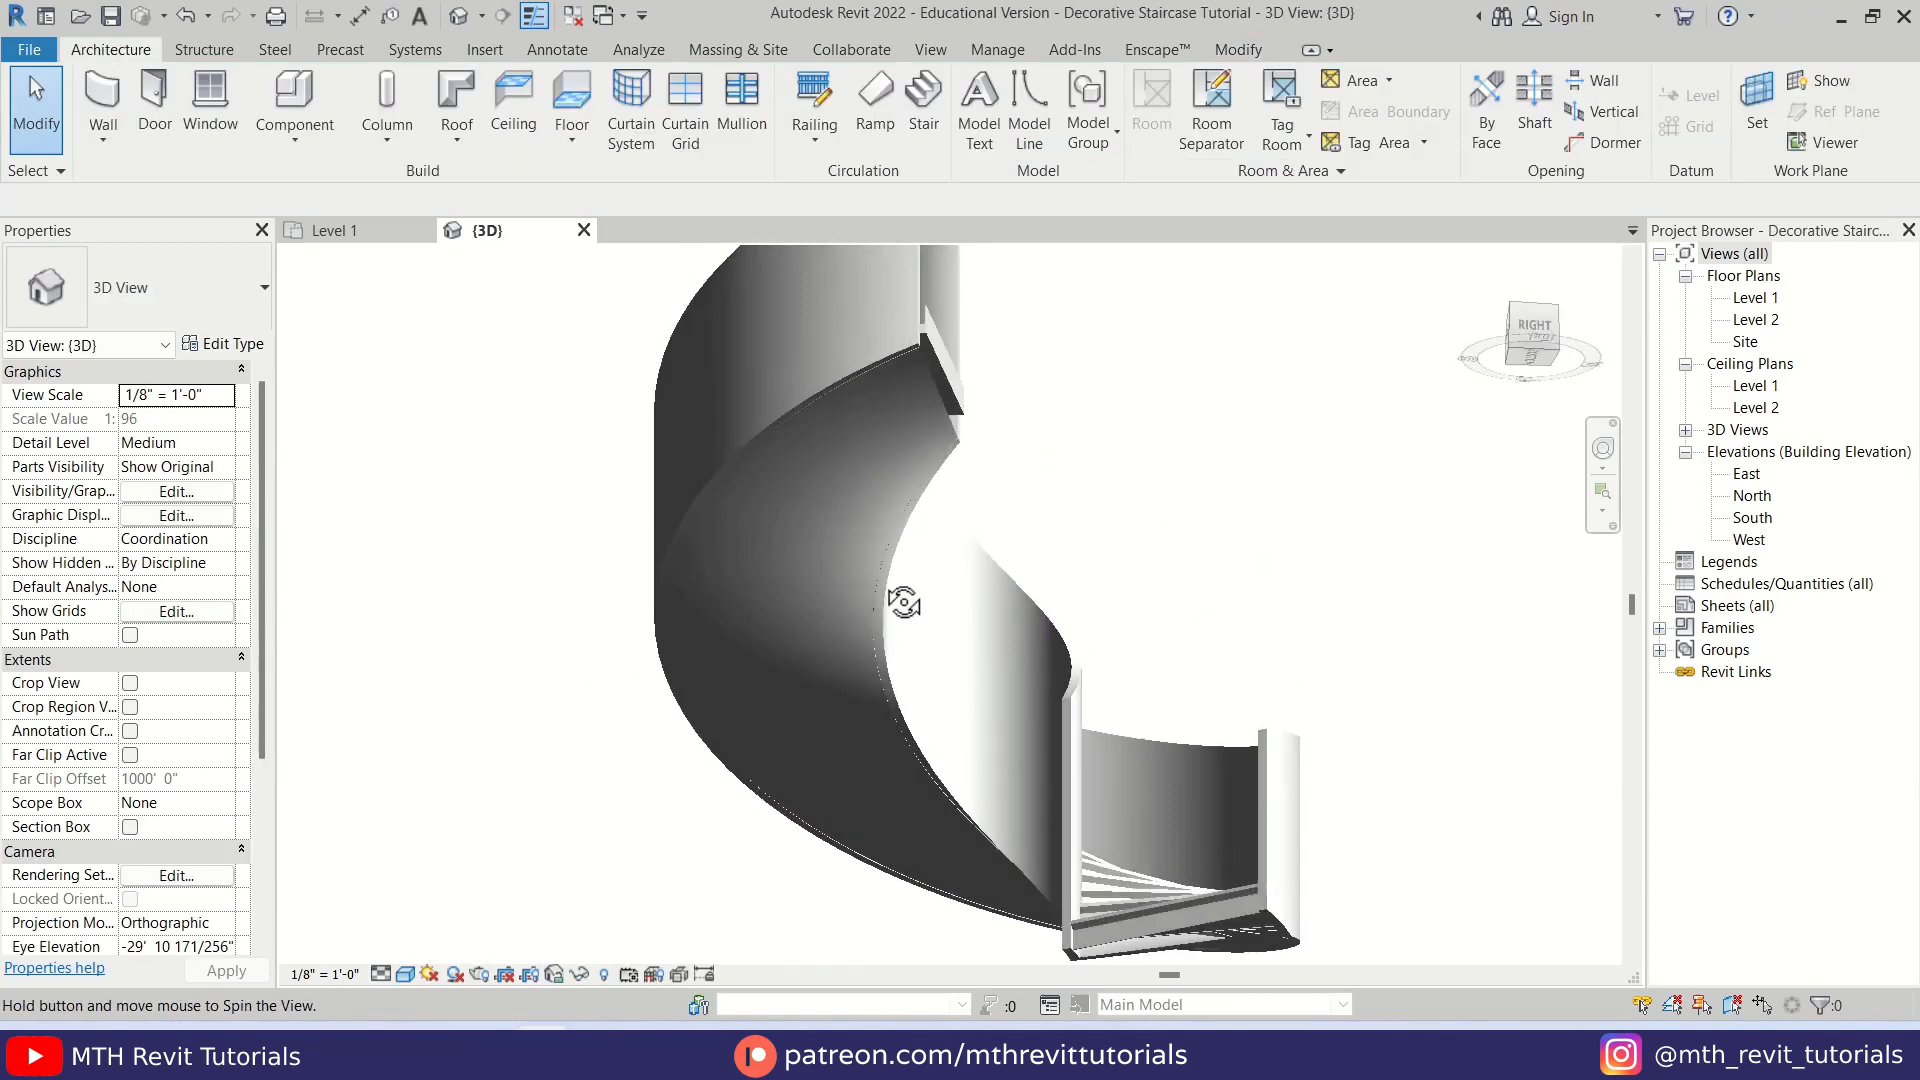 Autodesk Revit 2022 - Educational Version - Decorative Staircase Tutorial - 3D View: {3D}
Sign In
File Architecture Structure Steel Precast Systems Insert Annotate Analyze Massing & Site Collaborate View Manage Add-Ins Enscape™ Modify
Modify Wall Door Window Component Column Roof Ceiling Floor Curtain System Curtain Grid Mullion Railing Ramp Stair Model Text Model Line Model Group Room Room Separator Tag Room
Area
Area Boundary
Tag Area
By Face Shaft
Wall
Vertical
Dormer
Level
Grid
Set
Show
Ref Plane
Viewer
Select Build Circulation Model Room & Area Opening Datum Work Plane
Properties
Level 1
{3D}
Project Browser - Decorative Stairc...
3D View
3D View: {3D} Edit Type
Graphics
View Scale 1/8" = 1'-0"
Scale Value 1: 96
Detail Level Medium
Parts Visibility Show Original
Visibility/Grap... Edit...
Graphic Displ... Edit...
Discipline Coordination
Show Hidden ... By Discipline
Default Analys... None
Show Grids Edit...
Sun Path
Extents
Crop View
Crop Region V...
Annotation Cr...
Far Clip Active
Far Clip Offset 1000' 0"
Scope Box None
Section Box
Camera
Rendering Set... Edit...
Locked Orient...
Projection Mo... Orthographic
Eye Elevation -29' 10 171/256"
Properties help Apply
RIGHT
Views (all)
Floor Plans
Level 1
Level 2
Site
Ceiling Plans
Level 1
Level 2
3D Views
Elevations (Building Elevation)
East
North
South
West
Legends
Schedules/Quantities (all)
Sheets (all)
Families
Groups
Revit Links
1/8" = 1'-0"
Hold button and move mouse to Spin the View.
:0
Main Model
:0
MTH Revit Tutorials
patreon.com/mthrevittutorials
@mth_revit_tutorials